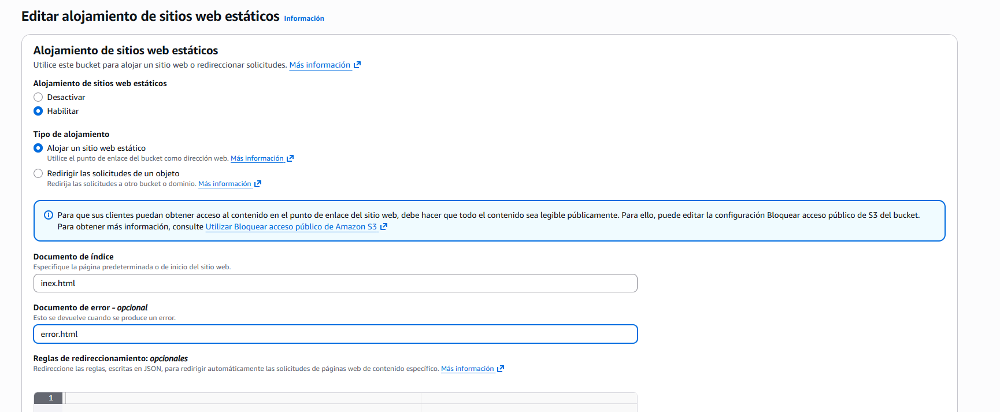 Editar alojamiento de sitios web estáticos Información
Alojamiento de sitios web estáticos
Utilice este bucket para alojar un sitio web o redireccionar solicitudes. Más información
Alojamiento de sitios web estáticos
Desactivar
Habilitar
Tipo de alojamiento
Alojar un sitio web estático
Utilice el punto de enlace del bucket como dirección web. Más información
Redirigir las solicitudes de un objeto
Redirija las solicitudes a otro bucket o dominio. Más información
Para que sus clientes puedan obtener acceso al contenido en el punto de enlace del sitio web, debe hacer que todo el contenido sea legible públicamente. Para ello, puede editar la configuración Bloquear acceso público de S3 del bucket.
Para obtener más información, consulte Utilizar Bloquear acceso público de Amazon S3
Documento de índice
Especifique la página predeterminada o de inicio del sitio web.
inex.html
Documento de error - opcional
Esto se devuelve cuando se produce un error.
error.html
Reglas de redireccionamiento: opcionales
Redireccione las reglas, escritas en JSON, para redirigir automáticamente las solicitudes de páginas web de contenido específico. Más información
1